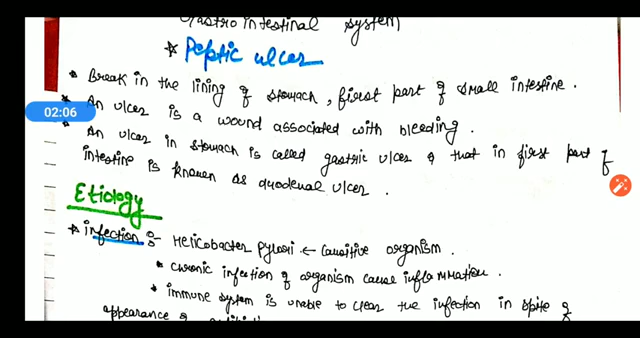 Gastrointestinal system
* Peptic ulcer
• Break in the lining of stomach, first part of small intestine.
• An ulcer is a wound associated with bleeding.
02:06
• An ulcer in stomach is called gastric ulcer & that in first part of
intestine is known as duodenal ulcer.
Etiology
* infection :- Helicobacter pylori ← causitive organism.
• chronic infection of organism cause inflammation.
• immune system is unable to clear the infection in spite of
appearance of